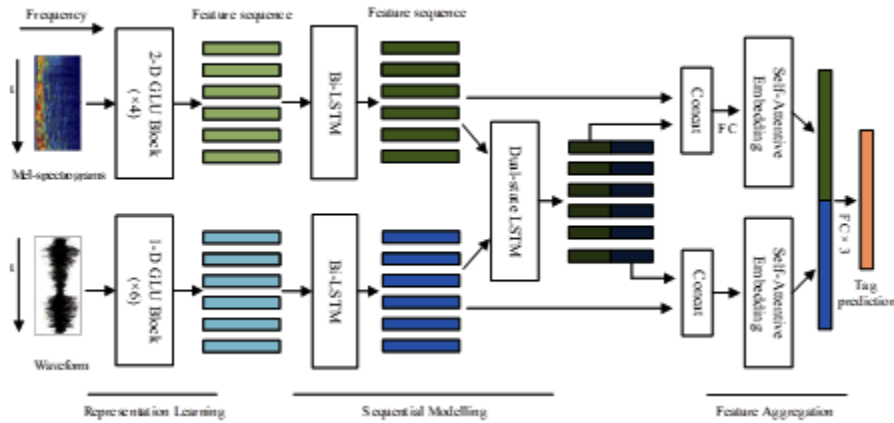 Frequency
Feature sequence
Feature sequence
t
2-D GLU Block
(×4)
Bi-LSTM
Concat
FC
Self-Attentive
Embedding
Mel-spectrograms
Dual-state LSTM
t
1-D GLU Block
(×6)
Bi-LSTM
Concat
Self-Attentive
Embedding
FC × 3
Tag
prediction
Waveform
Representation Learning
Sequential Modelling
Feature Aggregation